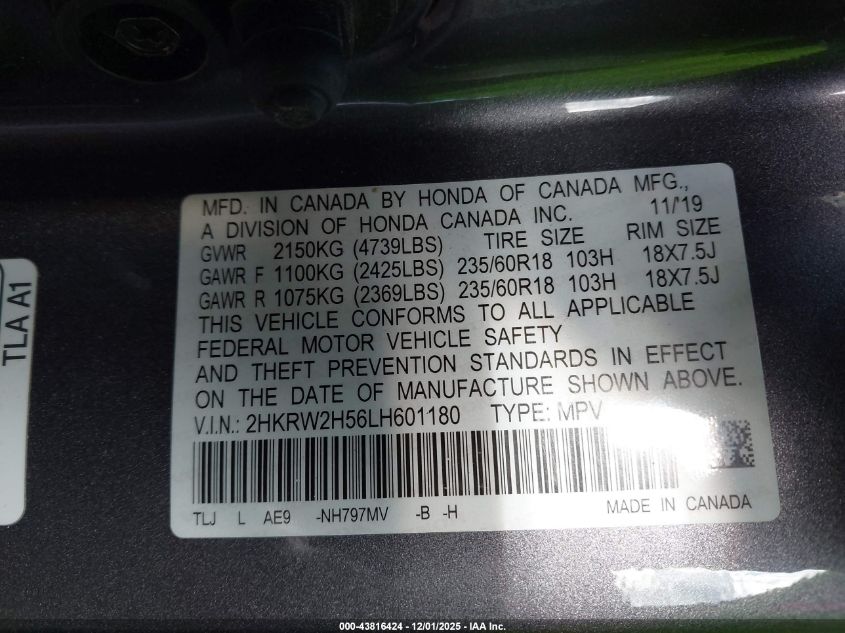 MFD. IN CANADA BY HONDA OF CANADA MFG.,
A DIVISION OF HONDA CANADA INC. 11/'19
GVWR 2150KG (4739LBS) TIRE SIZE RIM SIZE
GAWR F 1100KG (2425LBS) 235/60R18 103H 18X7.5J
GAWR R 1075KG (2369LBS) 235/60R18 103H 18X7.5J
THIS VEHICLE CONFORMS TO ALL APPLICABLE
FEDERAL MOTOR VEHICLE SAFETY
AND THEFT PREVENTION STANDARDS IN EFFECT
ON THE DATE OF MANUFACTURE SHOWN ABOVE.
V.I.N.: 2HKRW2H56LH601180 TYPE: MPV
TLJ L AE9 -NH797MV -B -H MADE IN CANADA
TLA A1
000-43816424 - 12/01/2025 - IAA Inc.